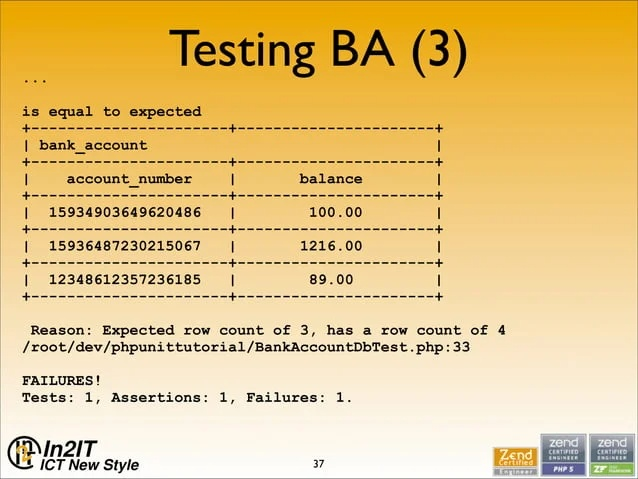 Testing BA (3)
...
is equal to expected
+----------------------+----------------------+
| bank_account                                |
+----------------------+----------------------+
|    account_number    |       balance        |
+----------------------+----------------------+
|  15934903649620486   |        100.00        |
+----------------------+----------------------+
|  15936487230215067   |       1216.00        |
+----------------------+----------------------+
|  12348612357236185   |        89.00         |
+----------------------+----------------------+
 Reason: Expected row count of 3, has a row count of 4
/root/dev/phpunittutorial/BankAccountDbTest.php:33
FAILURES!
Tests: 1, Assertions: 1, Failures: 1.
In2IT
ICT New Style
37
Zend
Certified
Engineer
zend
CERTIFIED
ENGINEER
PHP 5
zend
CERTIFIED
ENGINEER
ZF